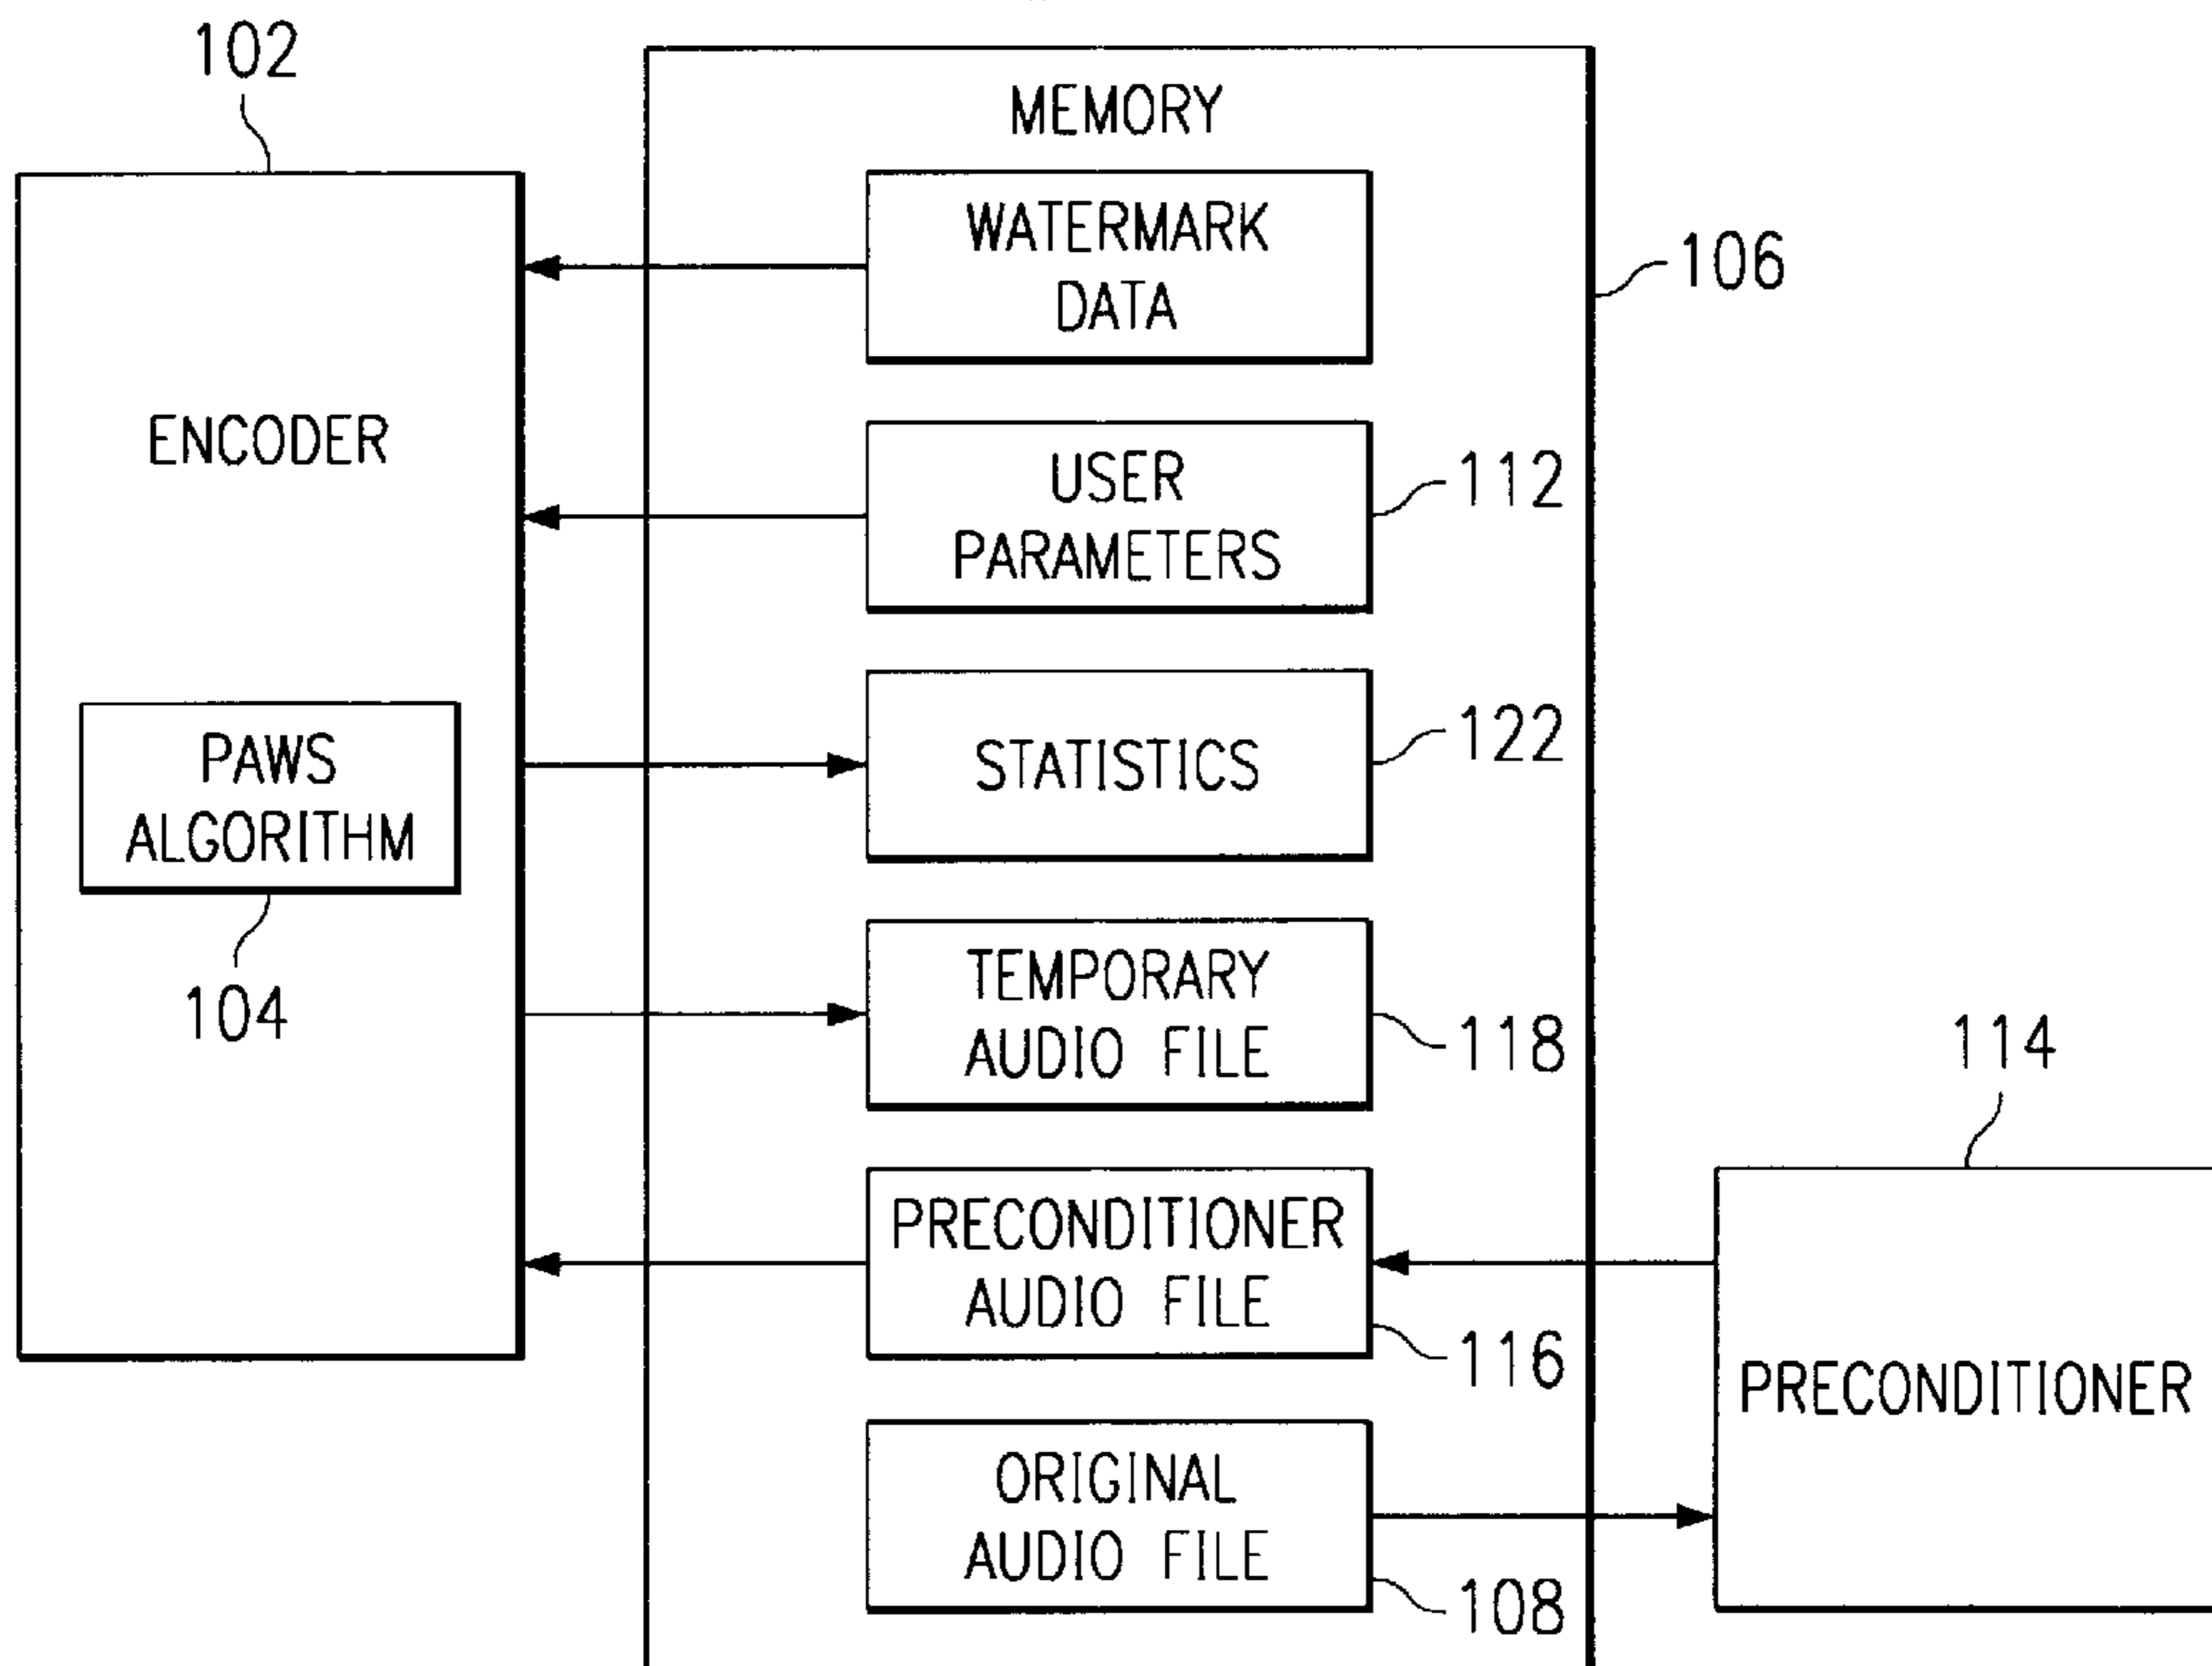 102
MEMORY
WATERMARK
DATA
106
ENCODER
USER
PARAMETERS
112
STATISTICS
122
PAWS
ALGORITHM
104
TEMPORARY
AUDIO FILE
118
114
PRECONDITIONER
AUDIO FILE
116
PRECONDITIONER
ORIGINAL
AUDIO FILE
108